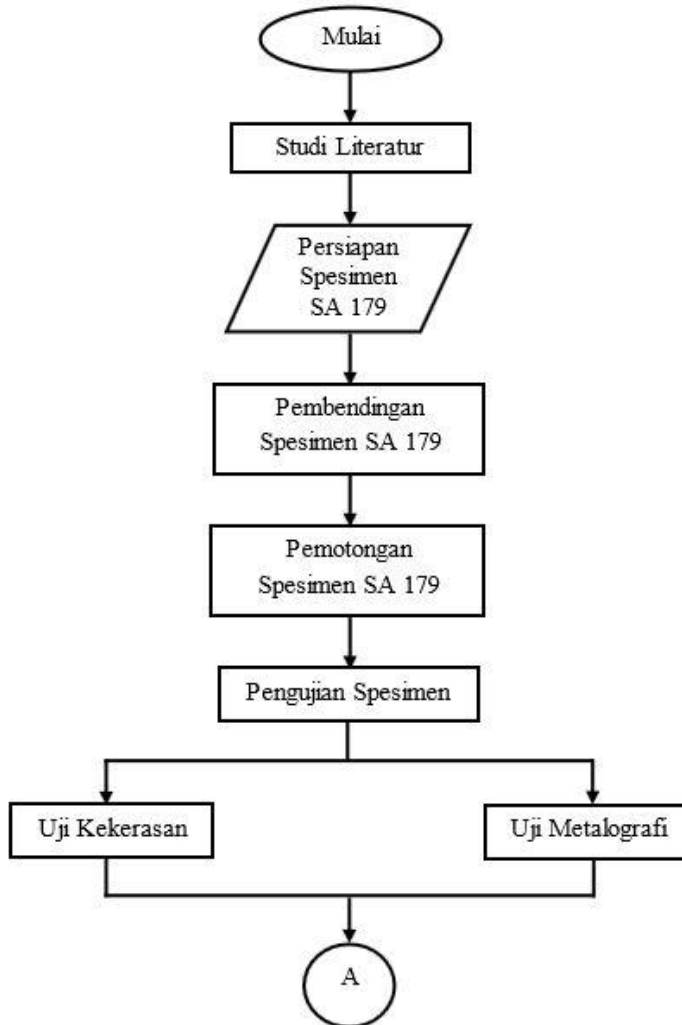 Mulai
Studi Literatur
Persiapan
Spesimen
SA 179
Pembendingan
Spesimen SA 179
Pemotongan
Spesimen SA 179
Pengujian Spesimen
Uji Kekerasan
Uji Metalografi
A